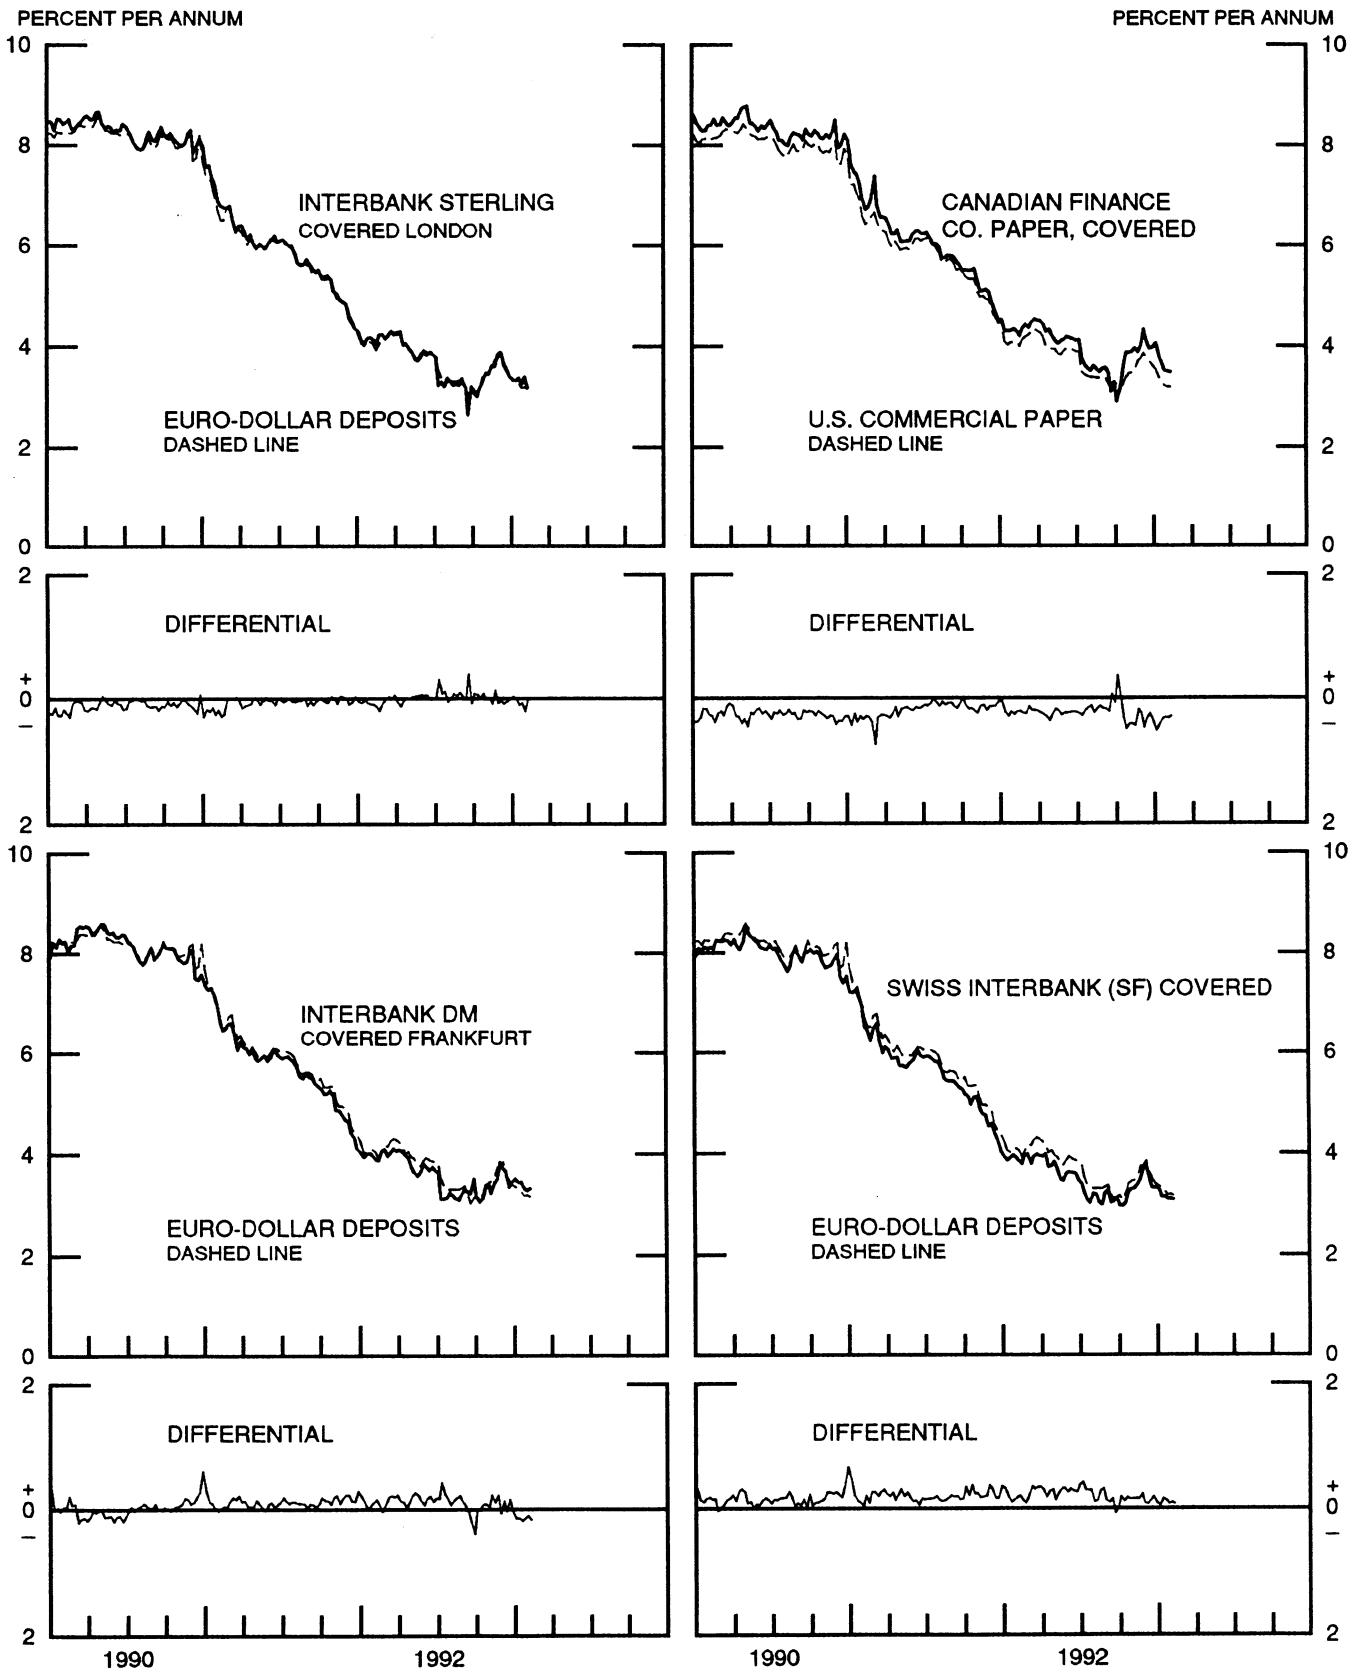 PERCENT PER ANNUM
PERCENT PER ANNUM
10
8
6
4
2
0
INTERBANK STERLING
COVERED LONDON
EURO-DOLLAR DEPOSITS
DASHED LINE
CANADIAN FINANCE
CO. PAPER, COVERED
U.S. COMMERCIAL PAPER
DASHED LINE
10
8
6
4
2
0
2
+
0
–
2
DIFFERENTIAL
DIFFERENTIAL
2
+
0
–
2
10
8
6
4
2
0
INTERBANK DM
COVERED FRANKFURT
EURO-DOLLAR DEPOSITS
DASHED LINE
SWISS INTERBANK (SF) COVERED
EURO-DOLLAR DEPOSITS
DASHED LINE
10
8
6
4
2
0
2
+
0
–
2
DIFFERENTIAL
DIFFERENTIAL
2
+
0
–
2
1990 1992
1990 1992